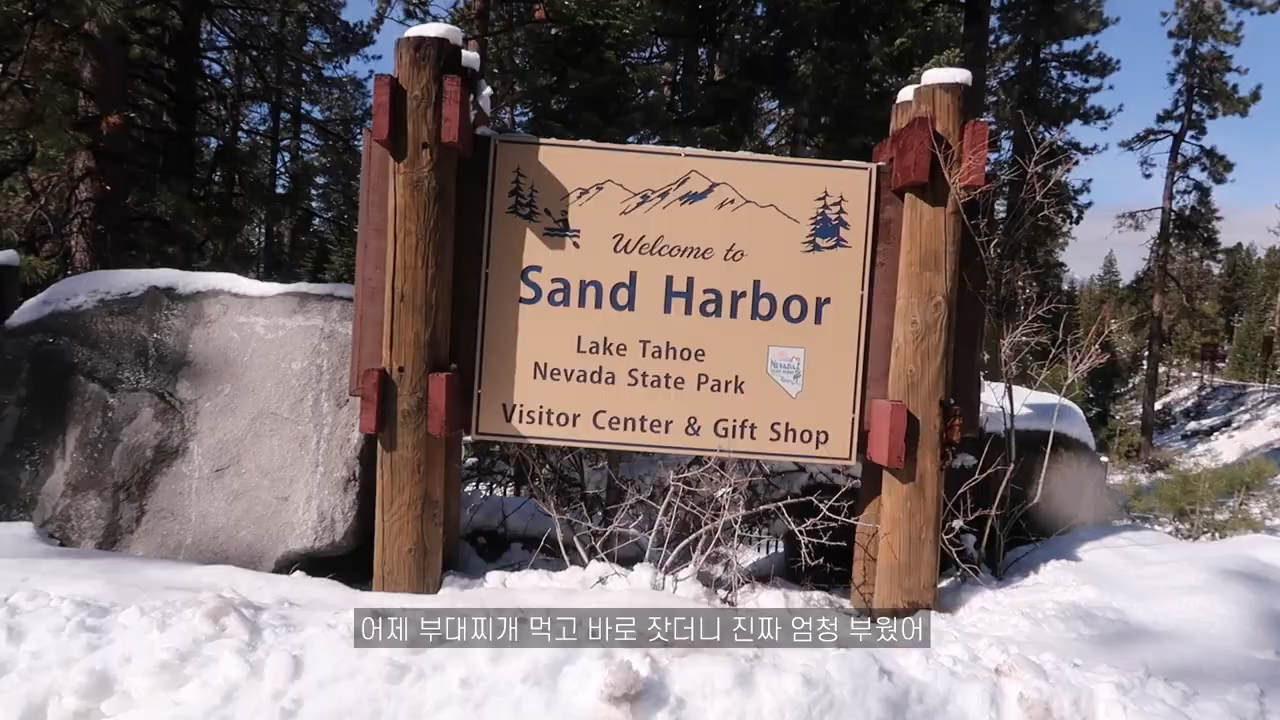 Welcome to
Sand Harbor
Lake Tahoe
Nevada State Park
Visitor Center & Gift Shop
어제 부대찌개 먹고 바로 잣더니 진짜 엄청 부웠어